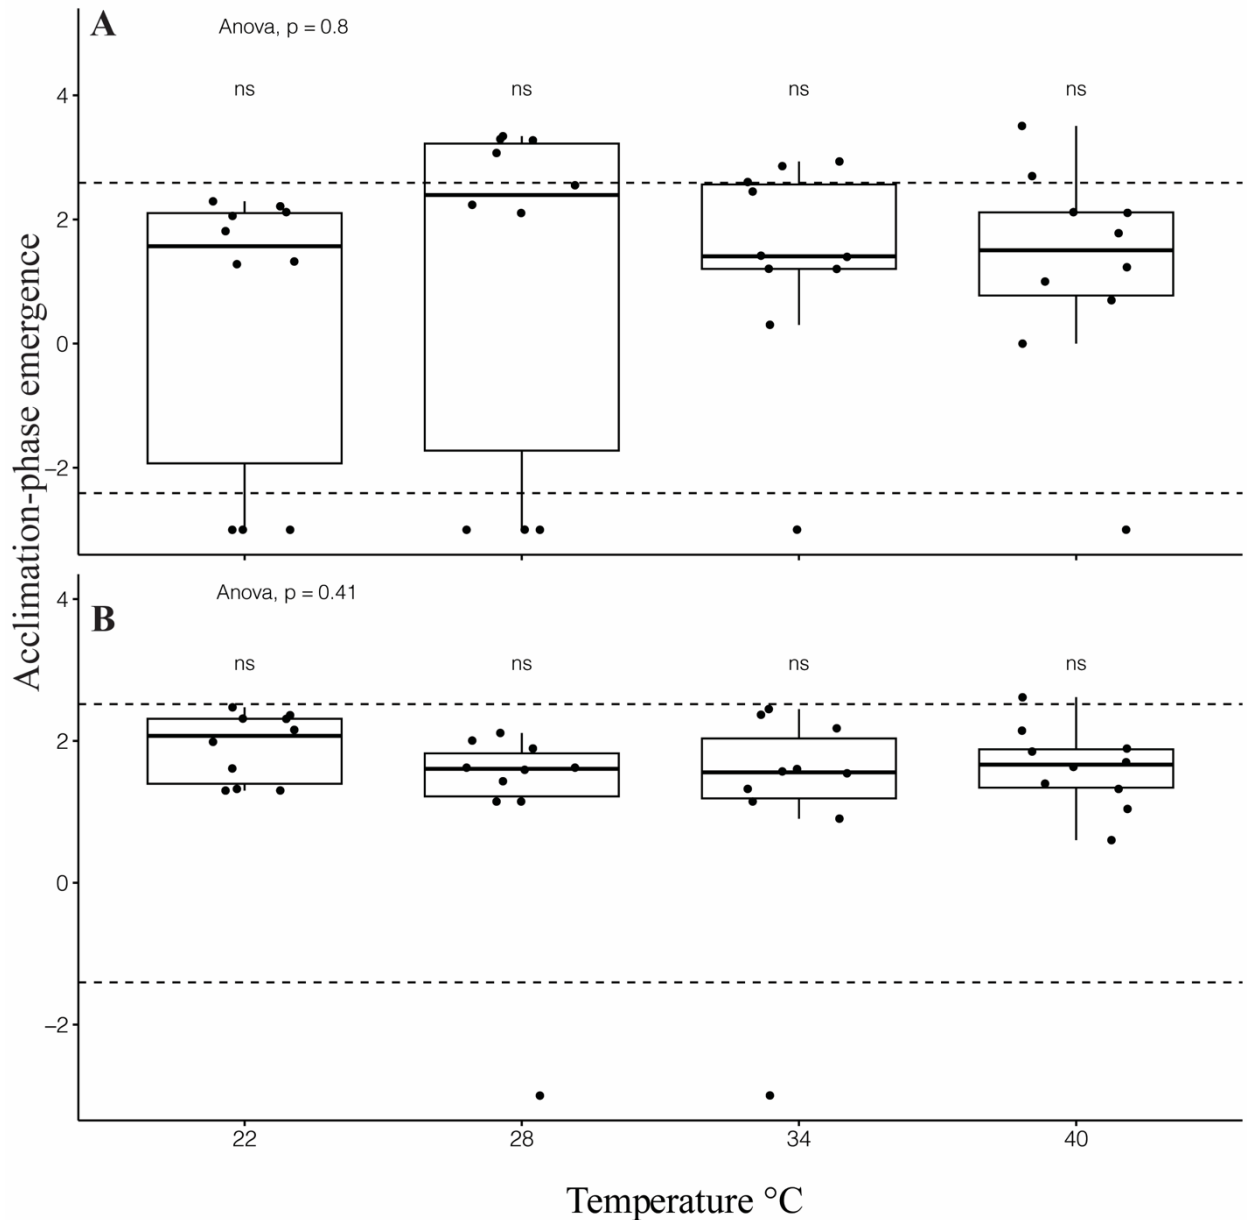 A
Anova, p = 0.8
ns ns ns ns
4
2
0
−2
Acclimation-phase emergence
B
Anova, p = 0.41
ns ns ns ns
4
2
0
−2
22 28 34 40
Temperature °C